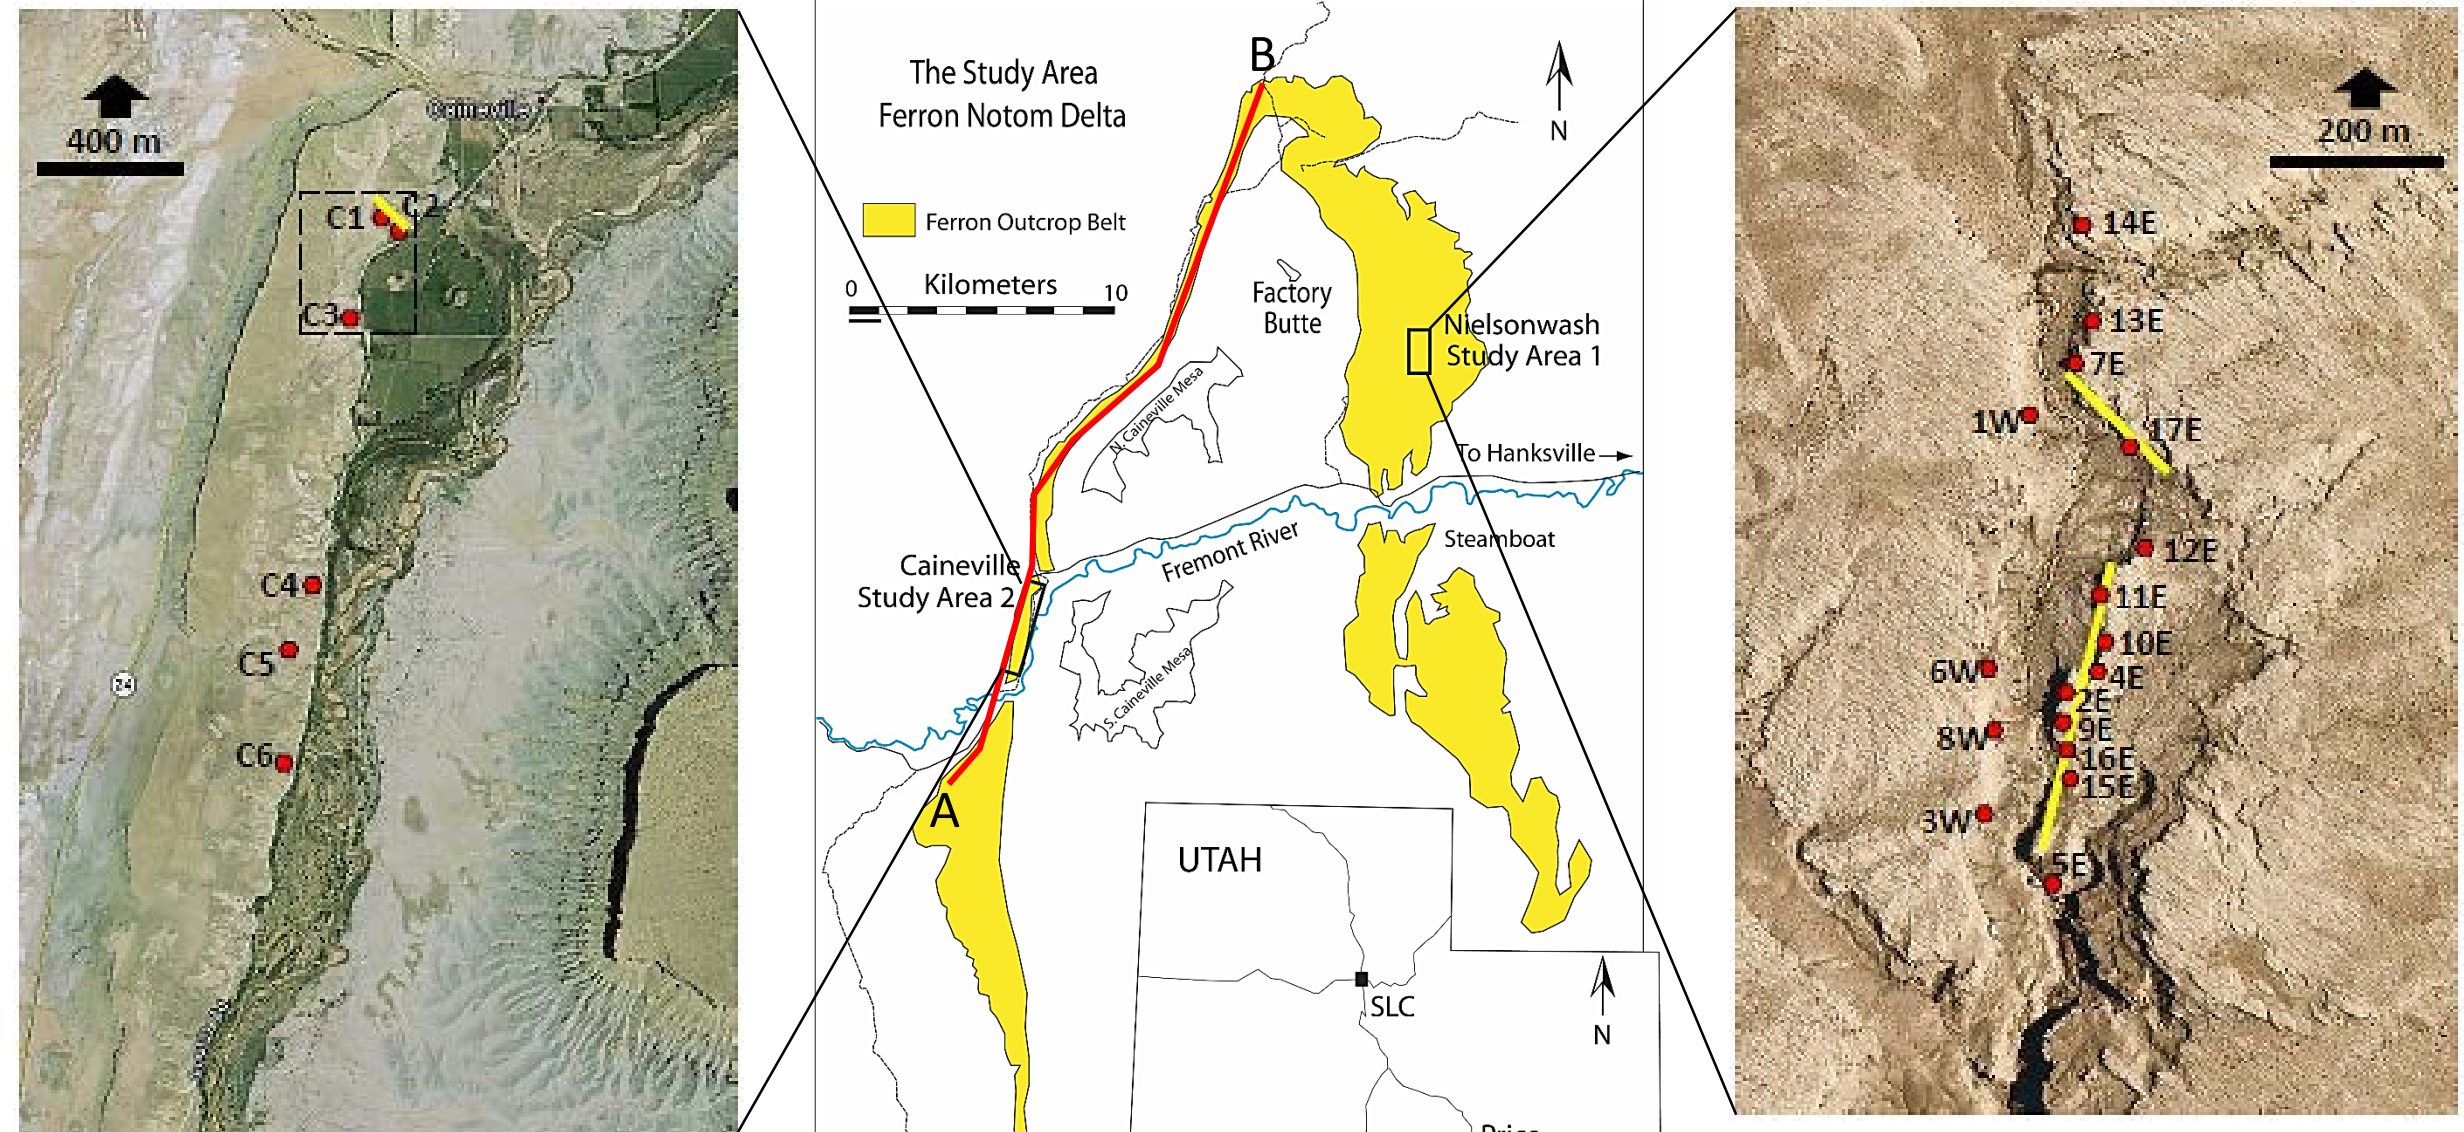 400 m
Caineville
C1
C2
C3
C4
C5
24
C6
The Study Area
Ferron Notom Delta
B
N
Ferron Outcrop Belt
0 Kilometers 10
Factory
Butte
Nielsonwash
Study Area 1
N. Caineville Mesa
To Hanksville
Fremont River
Steamboat
Caineville
Study Area 2
S. Caineville Mesa
A
UTAH
SLC
N
200 m
14E
13E
7E
1W
17E
12E
11E
10E
6W
4E
2E
9E
8W
16E
15E
3W
5E